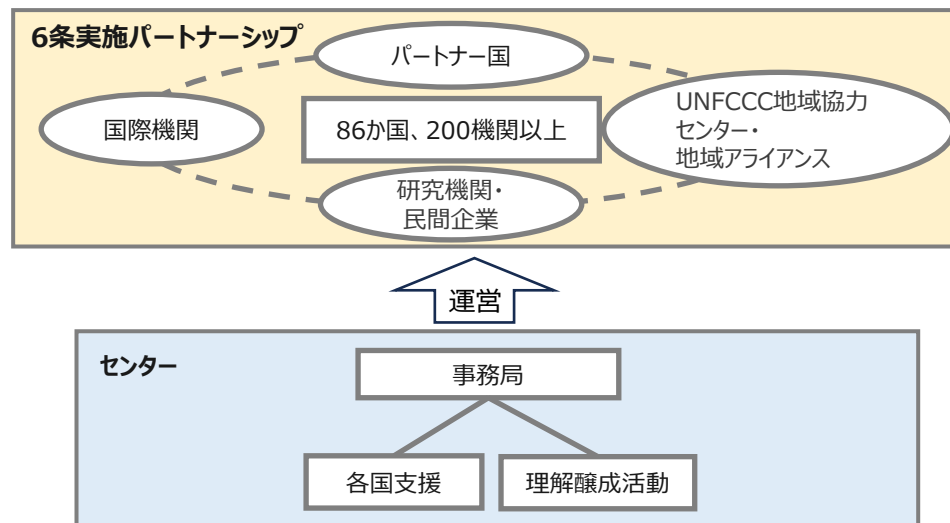 6条実施パートナーシップ
パートナー国
国際機関
86か国、200機関以上
UNFCCC地域協力
センター・
地域アライアンス
研究機関・
民間企業
運営
センター
事務局
各国支援
理解醸成活動